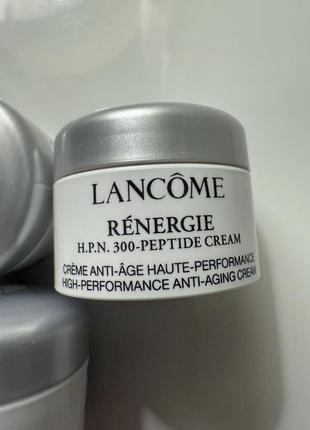 LANCÔME
RÉNERGIE
H.P.N. 300-PEPTIDE CREAM
CRÈME ANTI-ÂGE HAUTE-PERFORMANCE
HIGH-PERFORMANCE ANTI-AGING CREAM